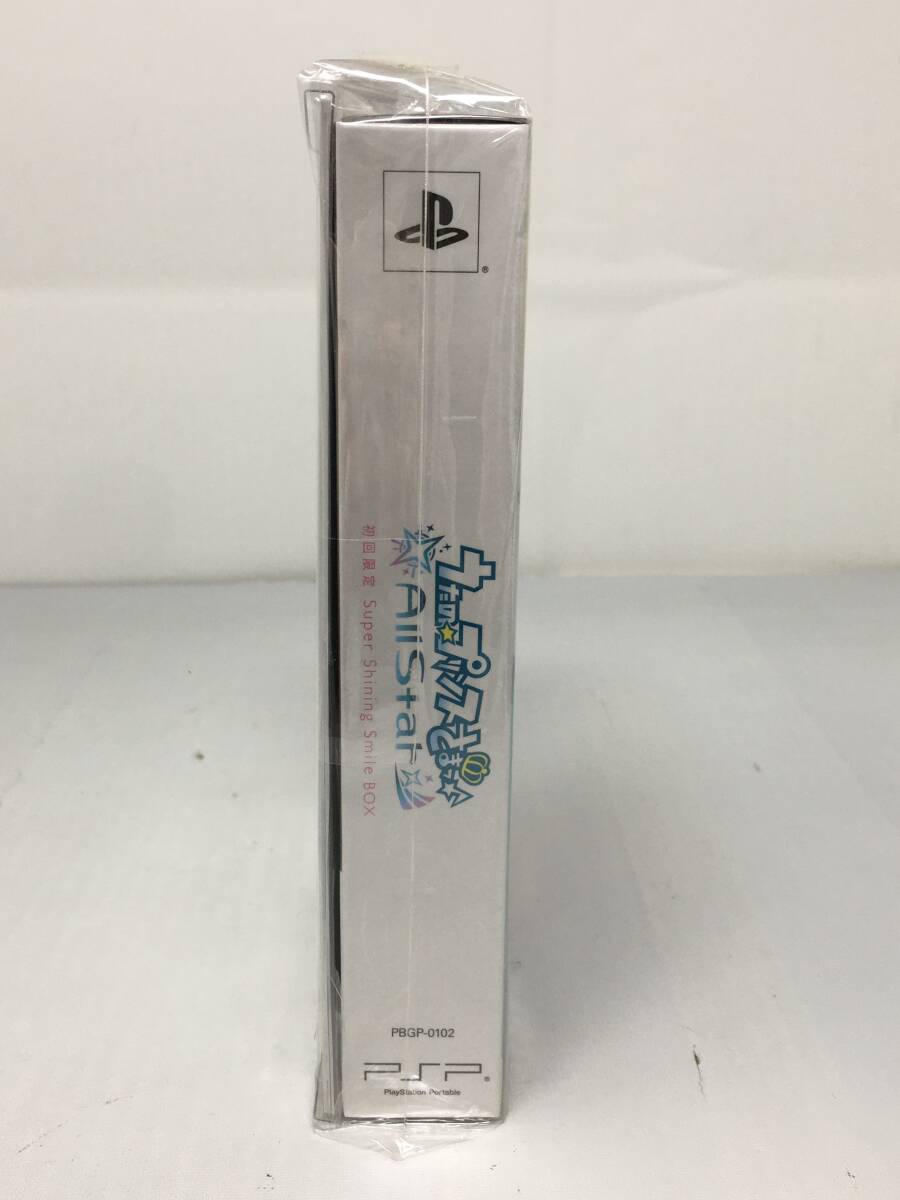 うたの☆プリンスさまっ♪
All Star
初回限定 Super Shining Smile BOX
PBGP-0102
PSP®
PlayStation Portable